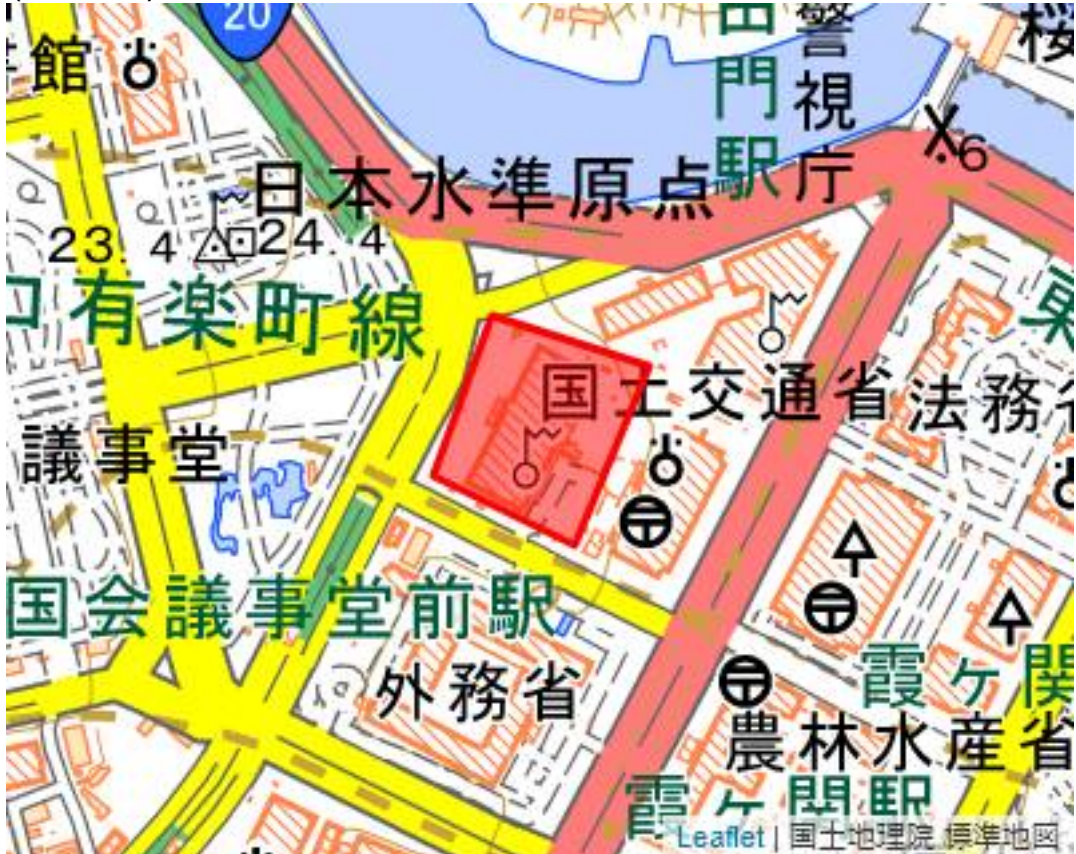 20
館
桜
田門駅
警視庁
6
日本水準原点
23.4
24.4
有楽町線
国土交通省
法務省
議事堂
国会議事堂前駅
外務省
霞ケ関
農林水産省
霞ケ関駅
Leaflet | 国土地理院 標準地図